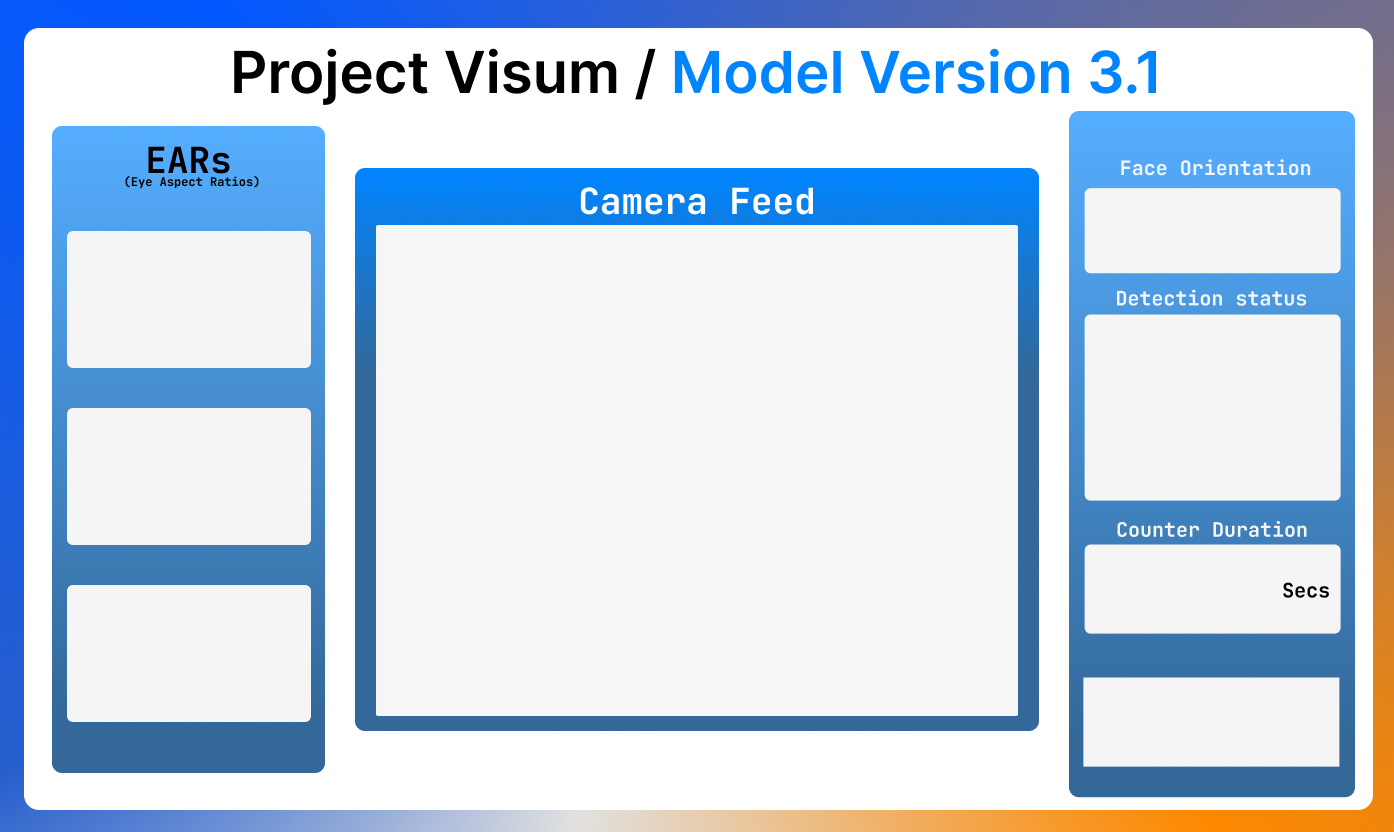 Project Visum / Model Version 3.1
EARs
(Eye Aspect Ratios)
Camera Feed
Face Orientation
Detection status
Counter Duration
Secs